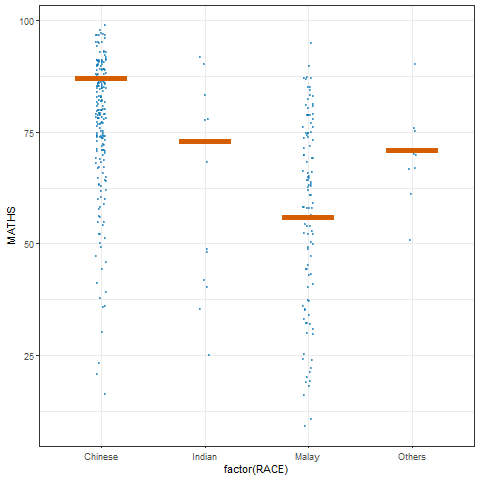 100
75
50
25
MATHS
Chinese
Indian
Malay
Others
factor(RACE)